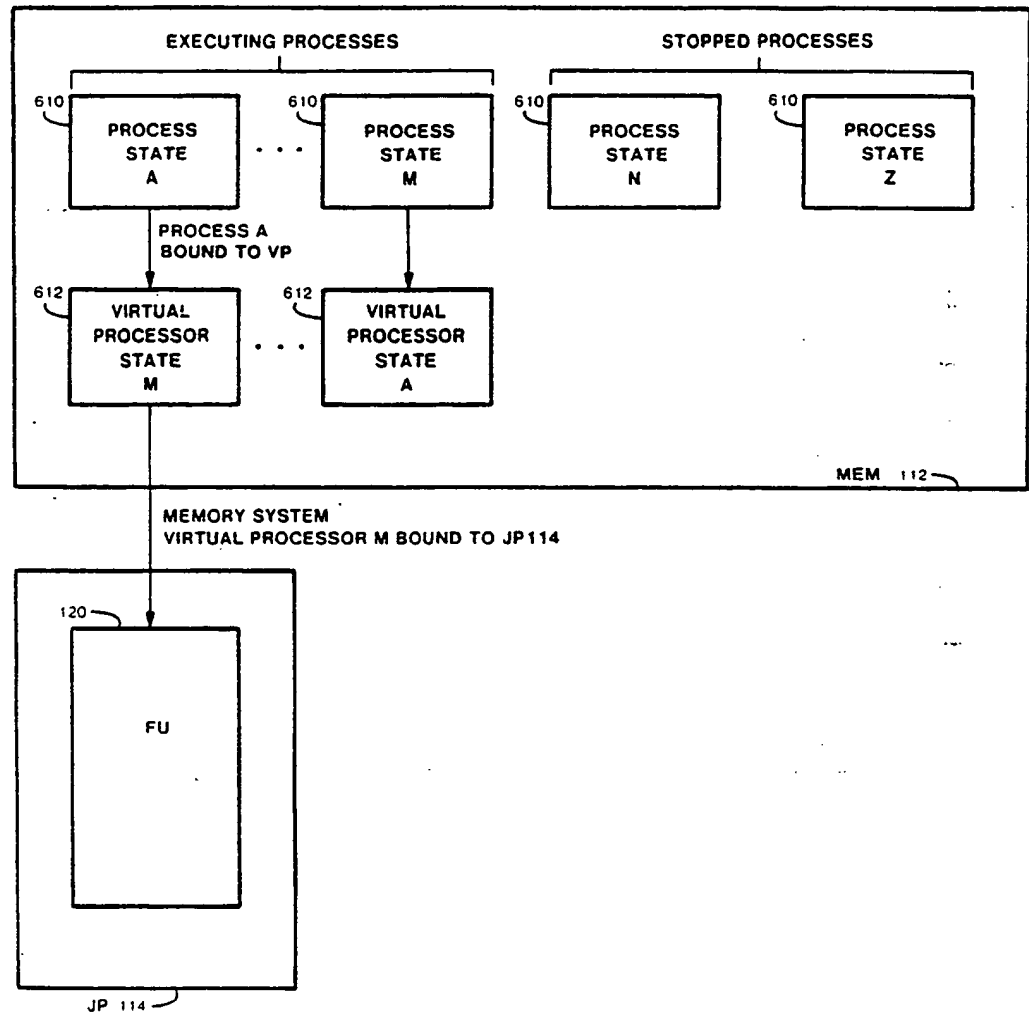 EXECUTING PROCESSES
STOPPED PROCESSES
610
PROCESS
STATE
A
610
PROCESS
STATE
M
610
PROCESS
STATE
N
610
PROCESS
STATE
Z
PROCESS A
BOUND TO VP
612
VIRTUAL
PROCESSOR
STATE
M
612
VIRTUAL
PROCESSOR
STATE
A
MEM 112
MEMORY SYSTEM
VIRTUAL PROCESSOR M BOUND TO JP114
120
FU
JP 114